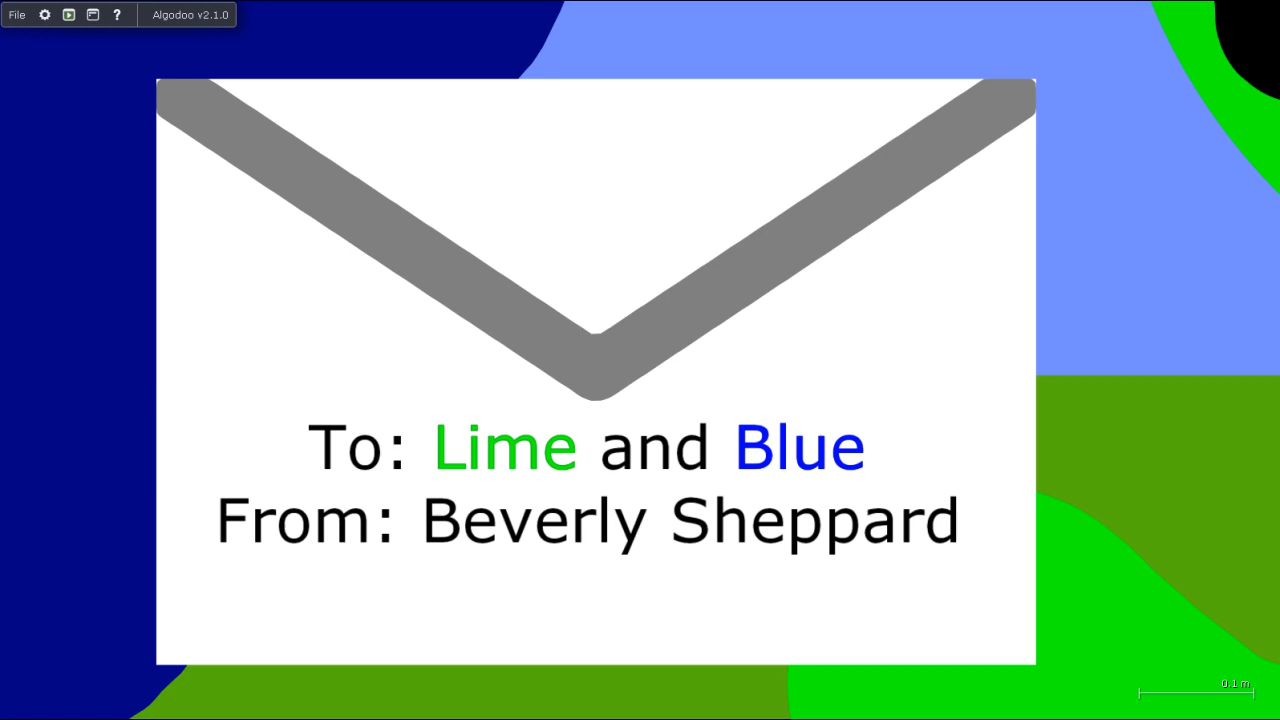 File ? Algodoo v2.1.0
To: Lime and Blue
From: Beverly Sheppard
0.1 m